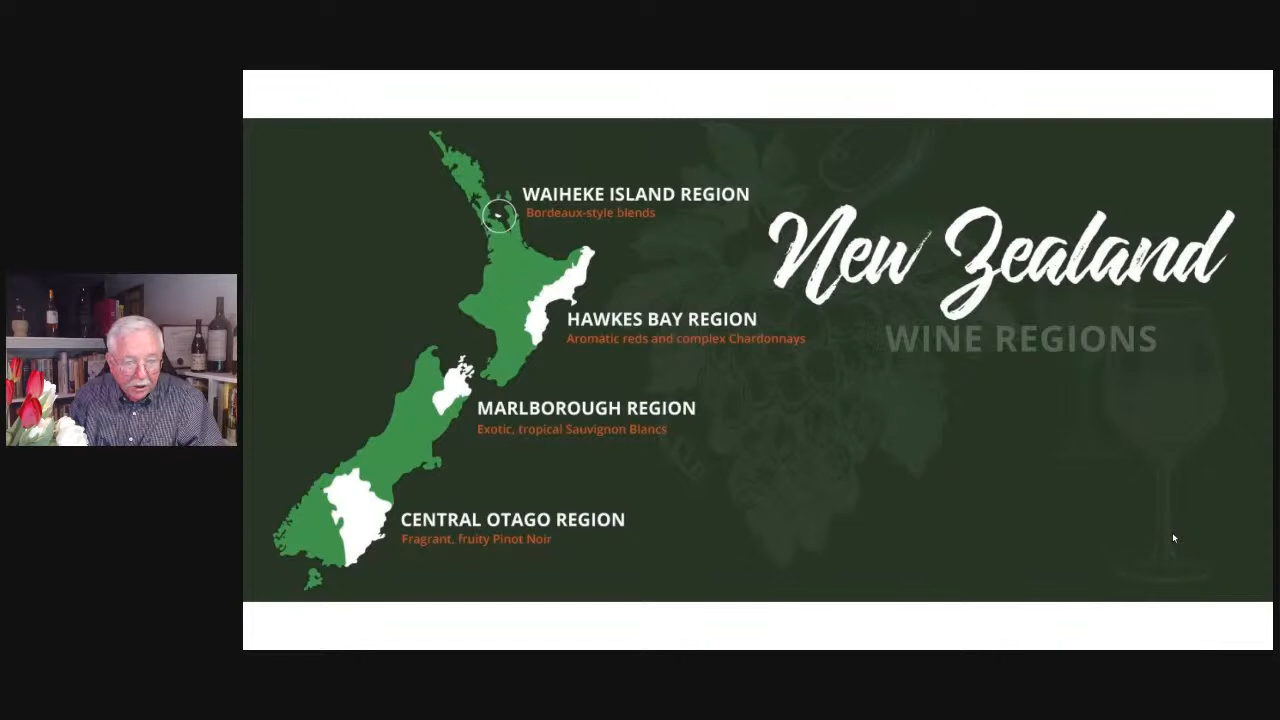 WAIHEKE ISLAND REGION
Bordeaux-style blends
New Zealand
WINE REGIONS
HAWKES BAY REGION
Aromatic reds and complex Chardonnays
MARLBOROUGH REGION
Exotic, tropical Sauvignon Blancs
CENTRAL OTAGO REGION
Fragrant, fruity Pinot Noir